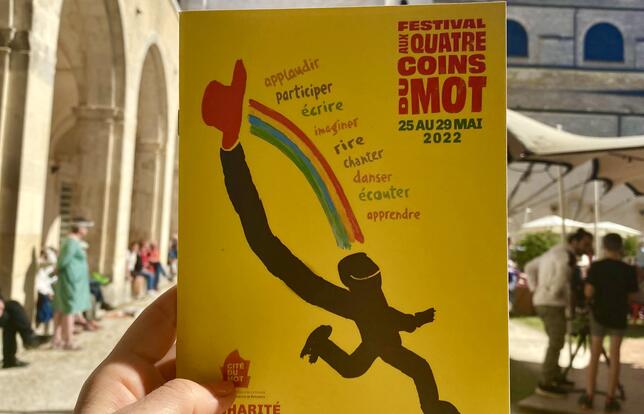 FESTIVAL
AUX QUATRE
COINS
DU MOT
25 AU 29 MAI
2022
applaudir
participer
écrire
imaginer
rire
chanter
danser
écouter
apprendre
CITÉ
DU
MOT
HARITÉ